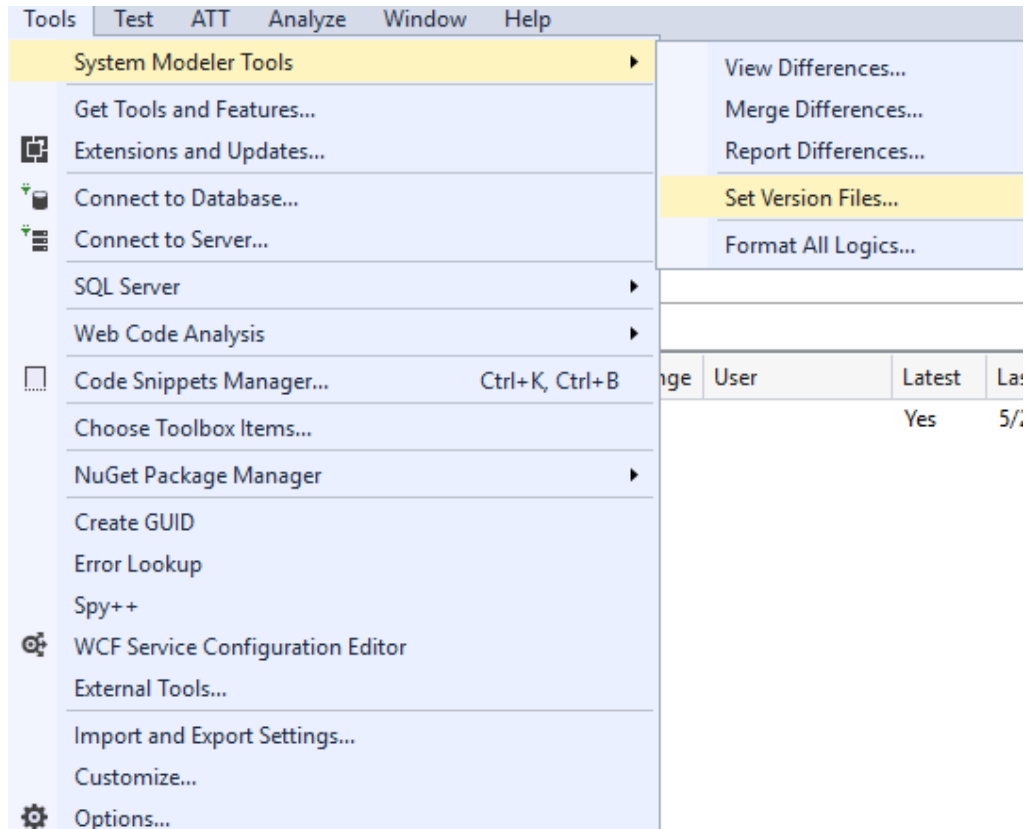 Tools Test ATT Analyze Window Help
System Modeler Tools
Get Tools and Features...
Extensions and Updates...
Connect to Database...
Connect to Server...
SQL Server
Web Code Analysis
Code Snippets Manager... Ctrl+K, Ctrl+B
Choose Toolbox Items...
NuGet Package Manager
Create GUID
Error Lookup
Spy++
WCF Service Configuration Editor
External Tools...
Import and Export Settings...
Customize...
Options...
View Differences...
Merge Differences...
Report Differences...
Set Version Files...
Format All Logics...
User Latest
Yes